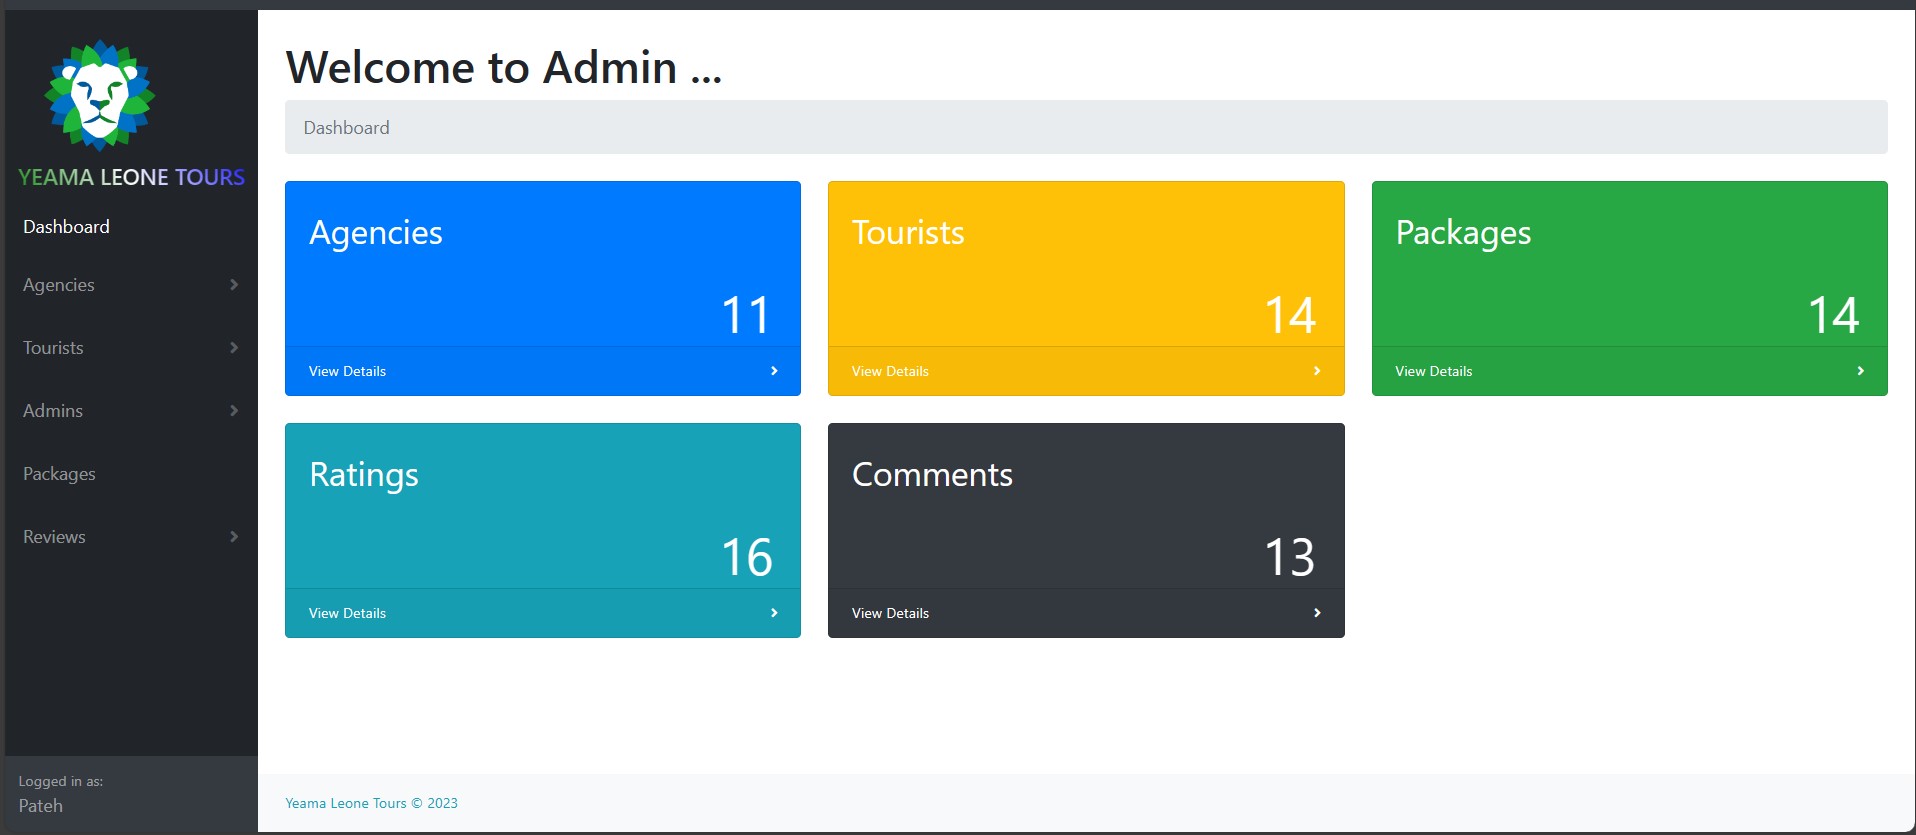 YEAMA LEONE TOURS
Dashboard
Agencies
Tourists
Admins
Packages
Reviews
Logged in as:
Pateh
Welcome to Admin ...
Dashboard
Agencies
11
View Details
Tourists
14
View Details
Packages
14
View Details
Ratings
16
View Details
Comments
13
View Details
Yeama Leone Tours © 2023